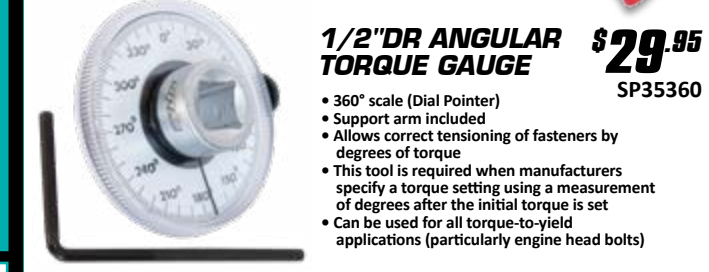 1/2"DR ANGULAR
TORQUE GAUGE
$29.95
SP35360
• 360° scale (Dial Pointer)
• Support arm included
• Allows correct tensioning of fasteners by
degrees of torque
• This tool is required when manufacturers
specify a torque setting using a measurement
of degrees after the initial torque is set
• Can be used for all torque-to-yield
applications (particularly engine head bolts)
330° 0° 30°
300°
270°
240°
210° 180° 150°